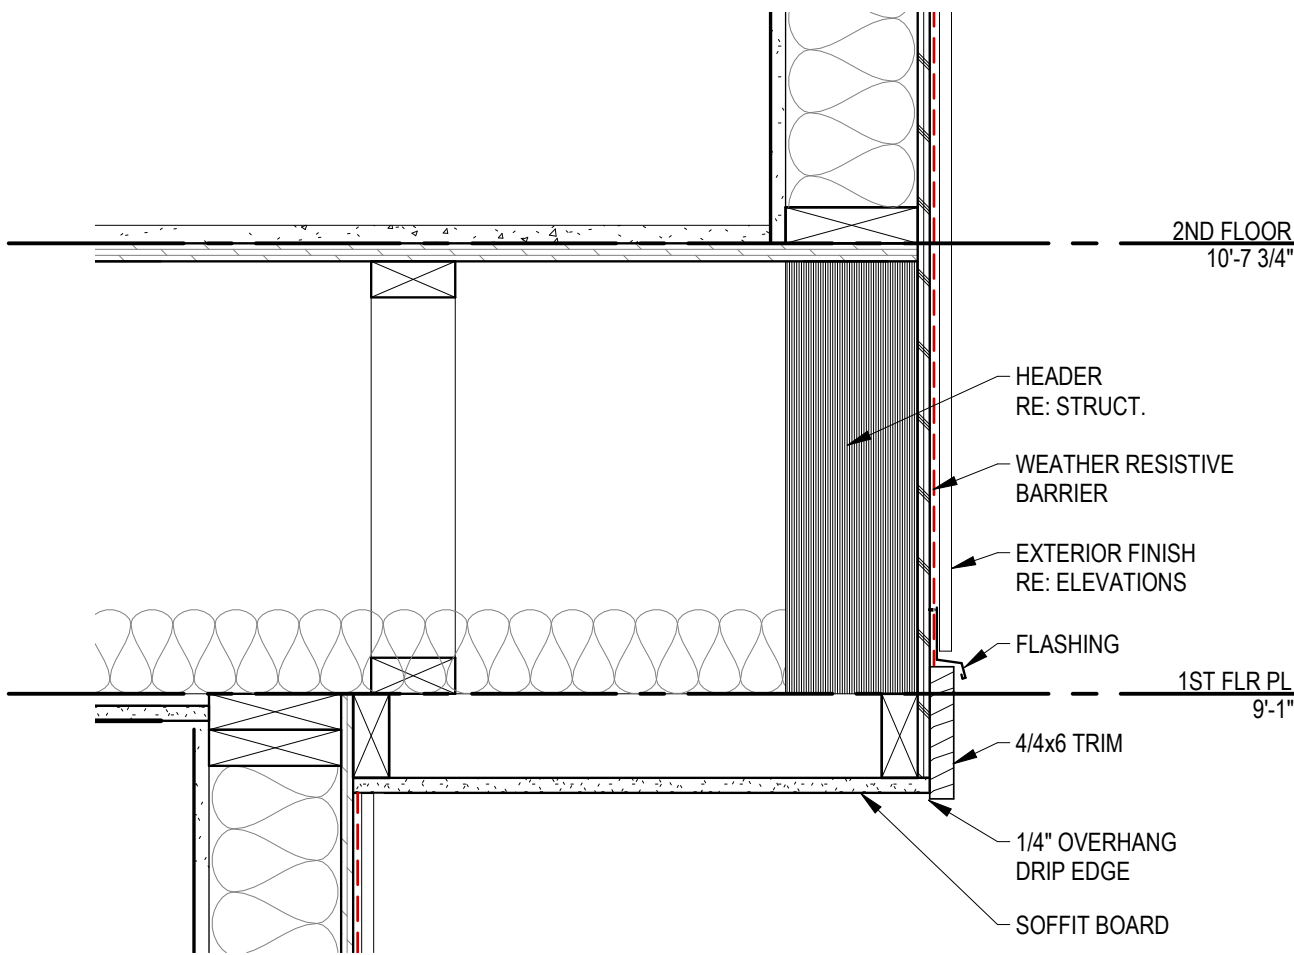 2ND FLOOR
10'-7 3/4"
HEADER
RE: STRUCT.
WEATHER RESISTIVE
BARRIER
EXTERIOR FINISH
RE: ELEVATIONS
FLASHING
1ST FLR PL
9'-1"
4/4x6 TRIM
1/4" OVERHANG
DRIP EDGE
SOFFIT BOARD